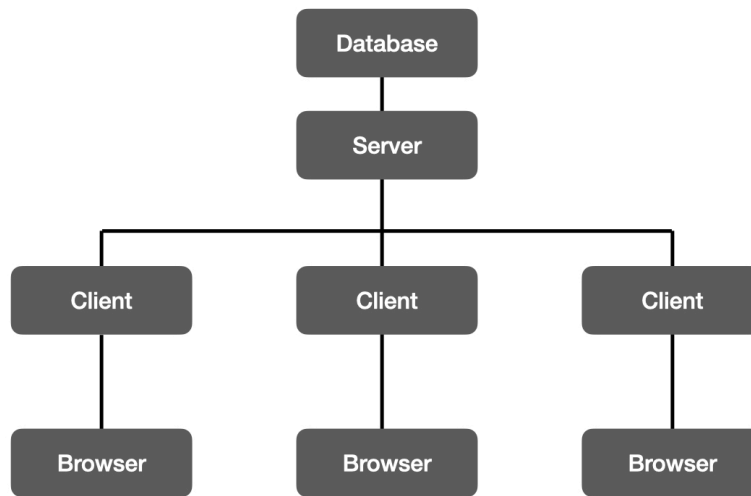 Database
Server
Client
Client
Client
Browser
Browser
Browser